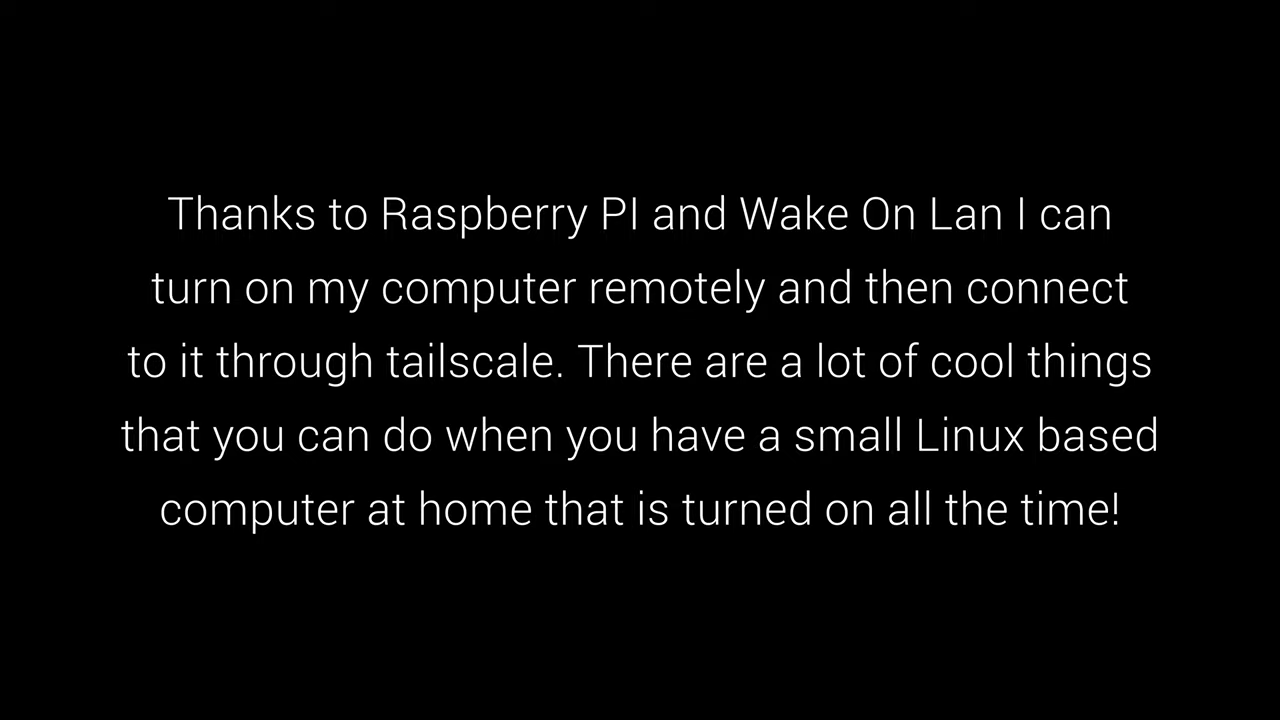 Thanks to Raspberry PI and Wake On Lan I can
turn on my computer remotely and then connect
to it through tailscale. There are a lot of cool things
that you can do when you have a small Linux based
computer at home that is turned on all the time!